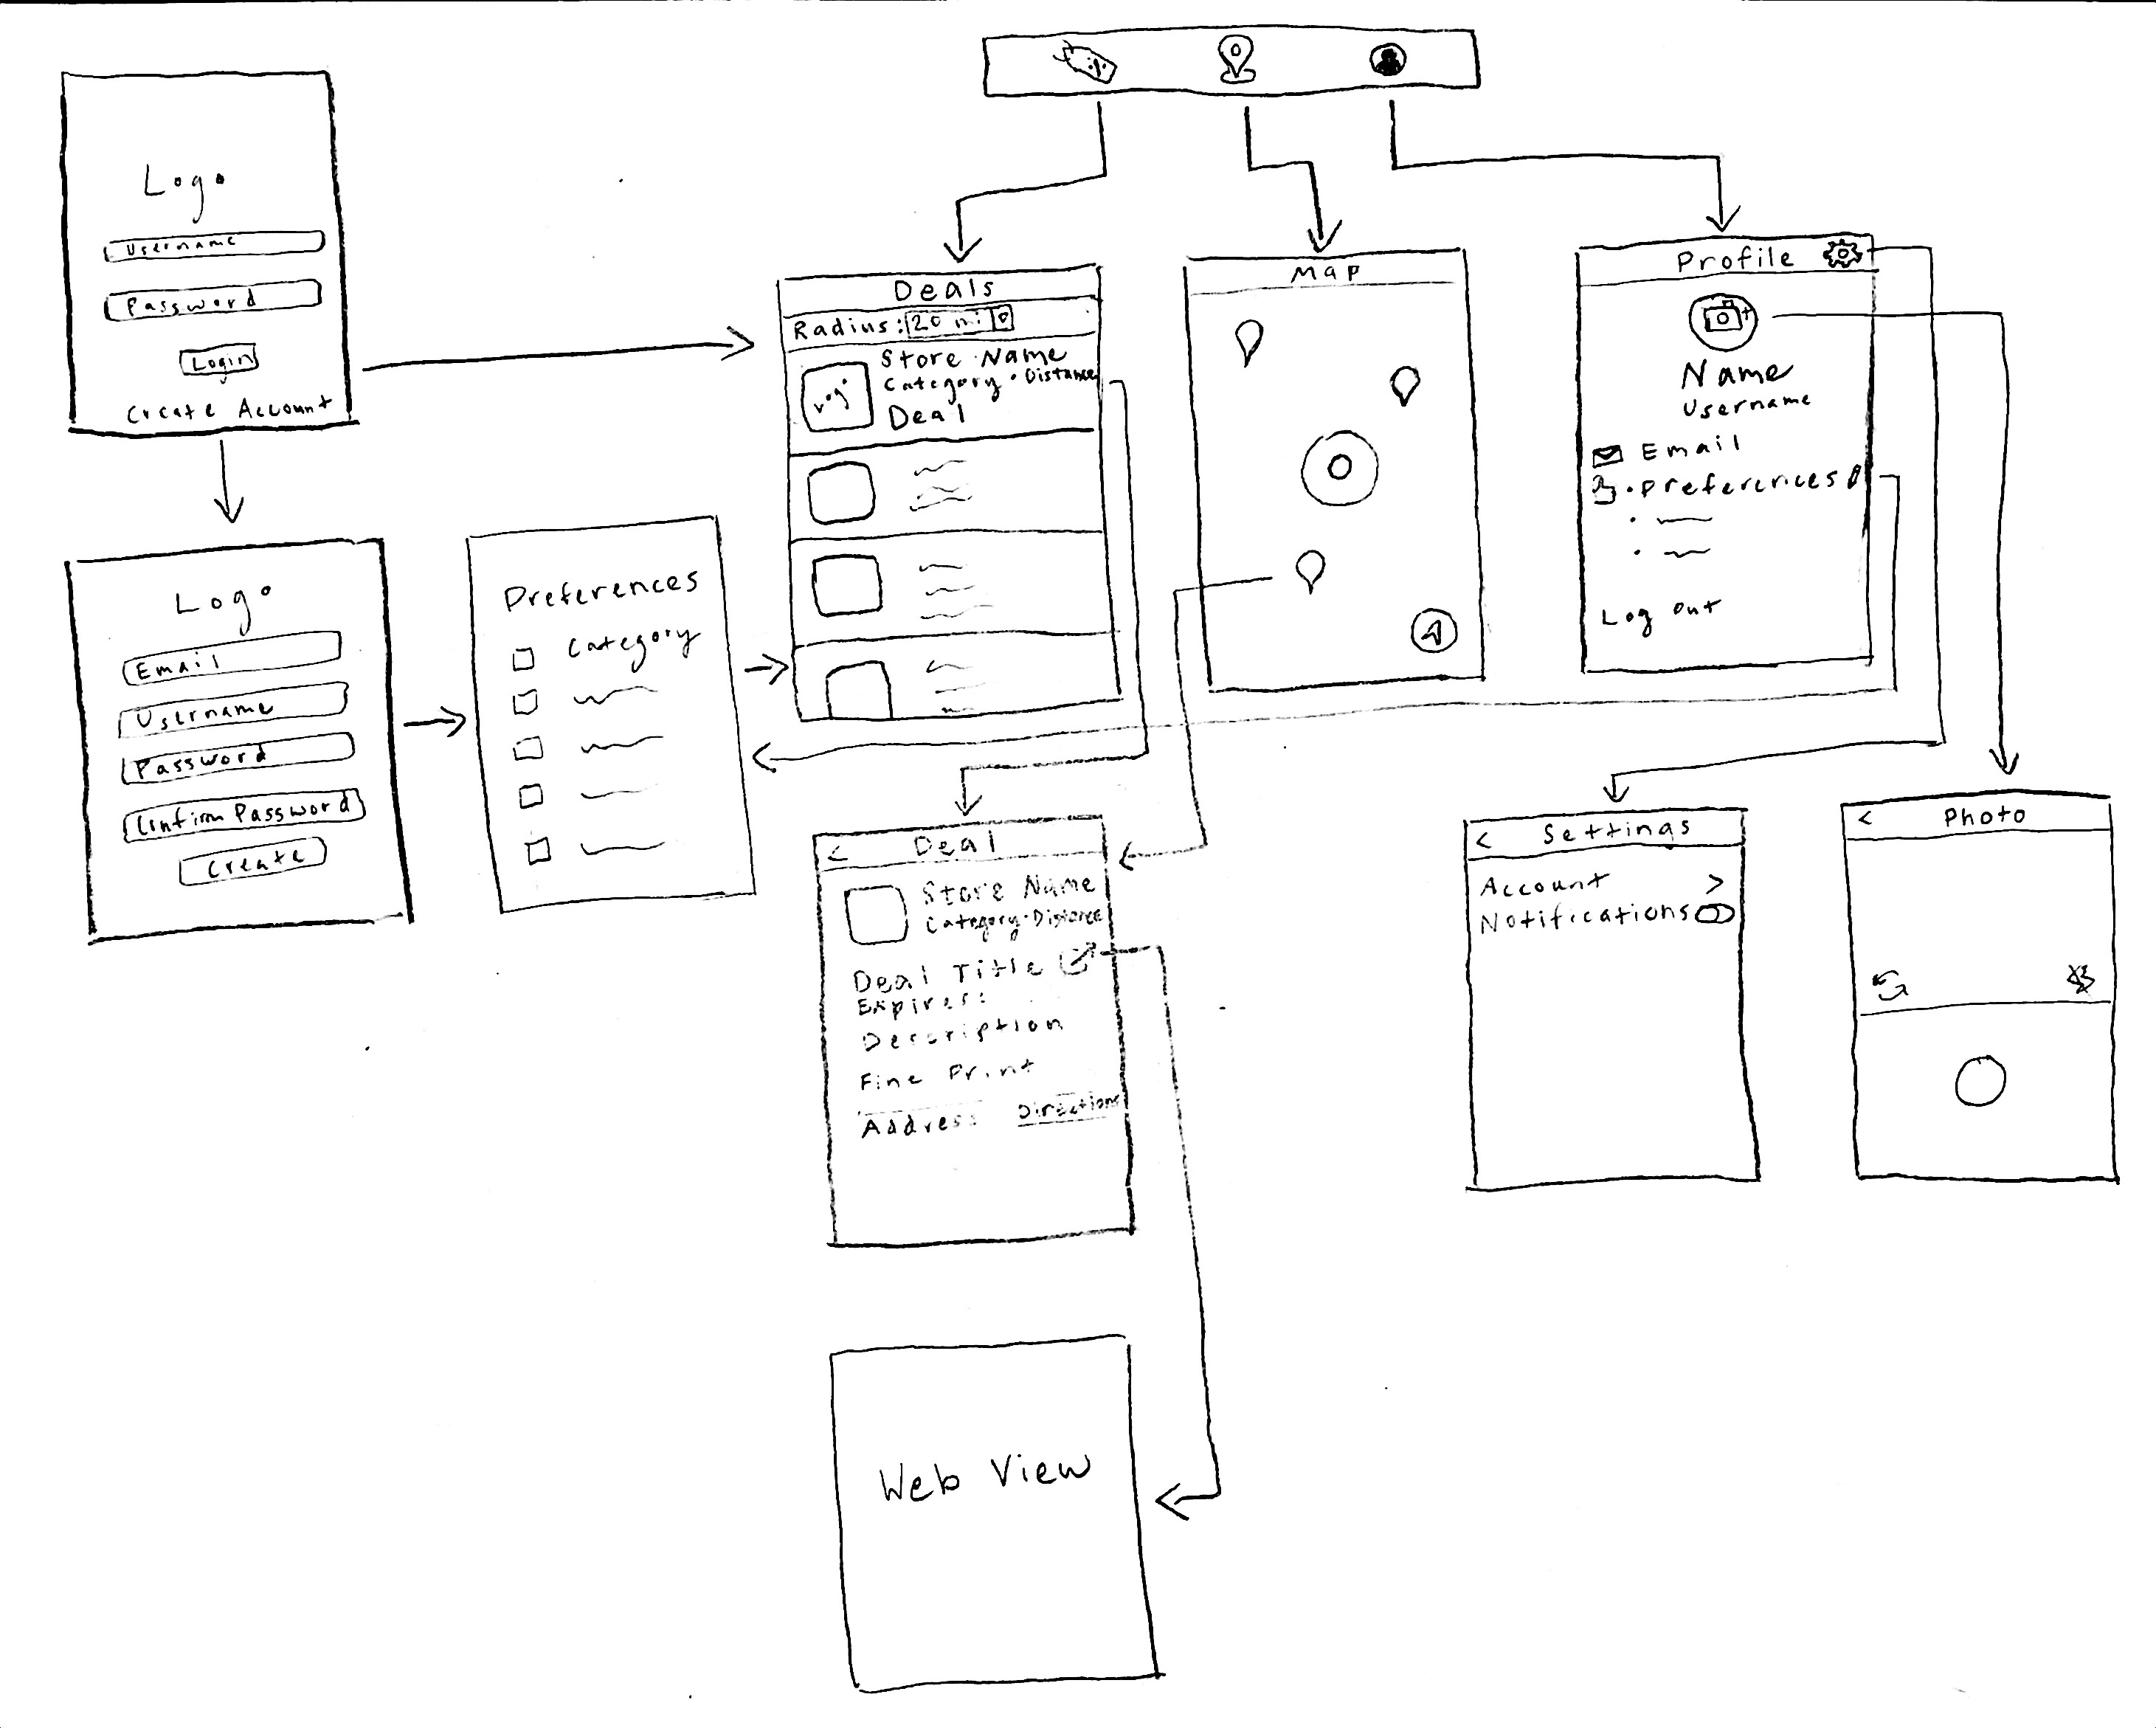 Logo
Username
Password
Login
Create Account
Logo
Email
Username
Password
Confirm Password
Create
Preferences
Category
Deals
Radius: 20 mi
Store Name
Category · Distance
Deal
Map
Profile
Name
Username
Email
Preferences
Log Out
< Deal
Store Name
Category · Distance
Deal Title
Expires:
Description
Fine Print
Address Directions
Web View
< Settings
Account >
Notifications
< Photo